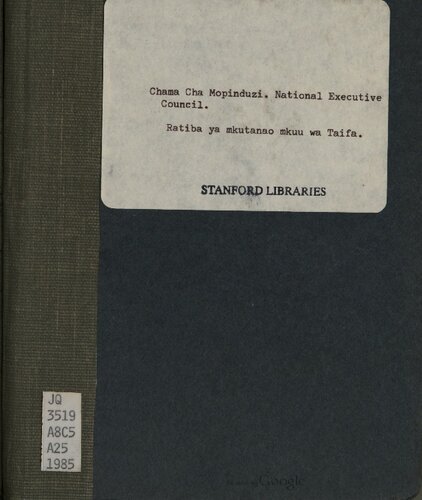 Chama Cha Mopinduzi. National Executive
Council.
Ratiba ya mkutanao mkuu wa Taifa.
STANFORD LIBRARIES
JQ
3519
A8C5
A25
1985
Google